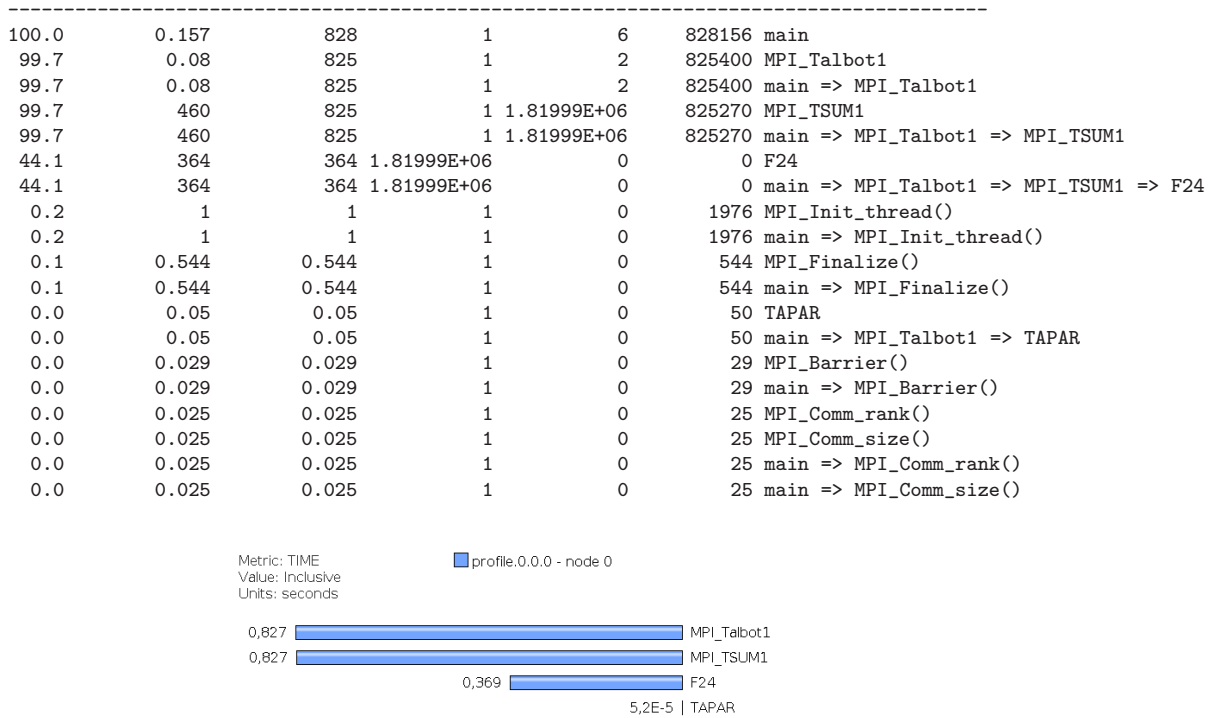 ---------------------------------------------------------------------------------------
100.0 0.157 828 1 6 828156 main
99.7 0.08 825 1 2 825400 MPI_Talbot1
99.7 0.08 825 1 2 825400 main => MPI_Talbot1
99.7 460 825 1 1.81999E+06 825270 MPI_TSUM1
99.7 460 825 1 1.81999E+06 825270 main => MPI_Talbot1 => MPI_TSUM1
44.1 364 364 1.81999E+06 0 0 F24
44.1 364 364 1.81999E+06 0 0 main => MPI_Talbot1 => MPI_TSUM1 => F24
0.2 1 1 1 0 1976 MPI_Init_thread()
0.2 1 1 1 0 1976 main => MPI_Init_thread()
0.1 0.544 0.544 1 0 544 MPI_Finalize()
0.1 0.544 0.544 1 0 544 main => MPI_Finalize()
0.0 0.05 0.05 1 0 50 TAPAR
0.0 0.05 0.05 1 0 50 main => MPI_Talbot1 => TAPAR
0.0 0.029 0.029 1 0 29 MPI_Barrier()
0.0 0.029 0.029 1 0 29 main => MPI_Barrier()
0.0 0.025 0.025 1 0 25 MPI_Comm_rank()
0.0 0.025 0.025 1 0 25 MPI_Comm_size()
0.0 0.025 0.025 1 0 25 main => MPI_Comm_rank()
0.0 0.025 0.025 1 0 25 main => MPI_Comm_size()
Metric: TIME
Value: Inclusive
Units: seconds
profile.0.0.0 - node 0
0,827 MPI_Talbot1
0,827 MPI_TSUM1
0,369 F24
5,2E-5 TAPAR